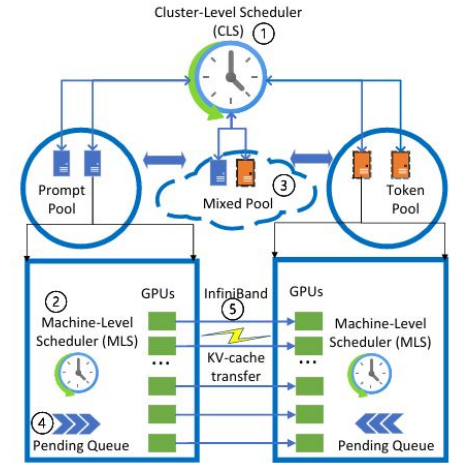 Cluster-Level Scheduler
(CLS) 1
Prompt
Pool
Mixed Pool
3
Token
Pool
2
GPUs
InfiniBand
5
GPUs
Machine-Level
Scheduler (MLS)
...
KV-cache
transfer
...
Machine-Level
Scheduler (MLS)
4
Pending Queue
Pending Queue